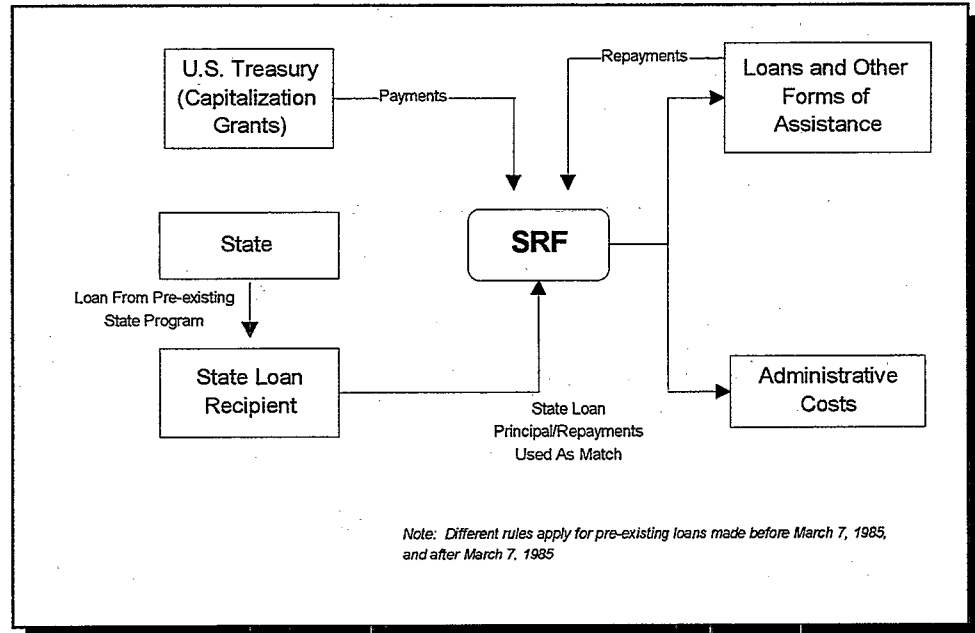 U.S. Treasury
(Capitalization
Grants)
Payments
Repayments
Loans and Other
Forms of
Assistance
State
SRF
Loan From Pre-existing
State Program
State Loan
Recipient
State Loan
Principal/Repayments
Used As Match
Administrative
Costs
Note: Different rules apply for pre-existing loans made before March 7, 1985,
and after March 7, 1985